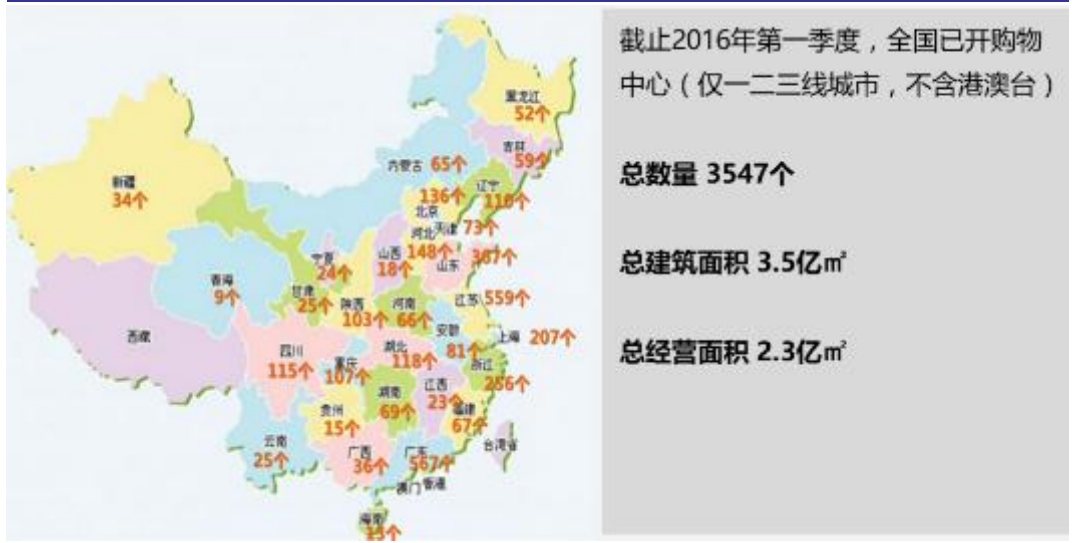 截止2016年第一季度，全国已开购物
中心（仅一二三线城市，不含港澳台）
总数量 3547个
总建筑面积 3.5亿㎡
总经营面积 2.3亿㎡
黑龙江
52个
吉林
59个
内蒙古 65个
辽宁
110个
新疆
34个
136个
北京
天津 73个
河北
148个
山西
18个
山东
367个
宁夏
24个
青海
9个
甘肃
25个
陕西
103个
河南
66个
江苏 559个
西藏
安徽
81个
上海 207个
四川
115个
重庆
107个
湖北
118个
浙江
256个
湖南
69个
江西
23个
福建
67个
贵州
15个
云南
25个
广西
36个
广东
567个
台湾省
澳门
香港
海南